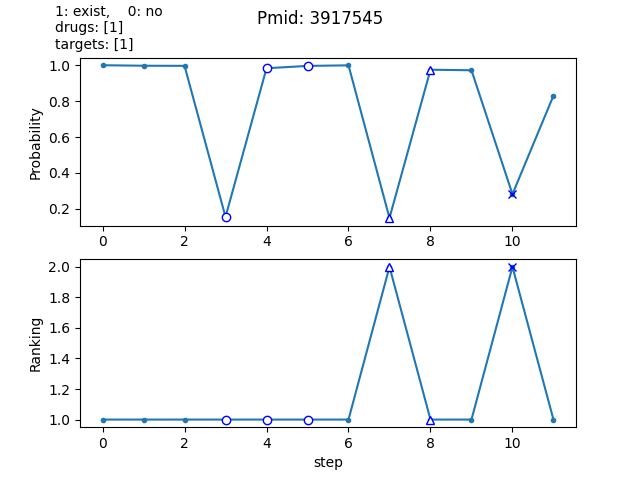 1: exist,    0: no
Pmid: 3917545
drugs: [1]
targets: [1]
1.0
0.8
0.6
0.4
0.2
Probability
0 2 4 6 8 10
2.0
1.8
1.6
1.4
1.2
1.0
Ranking
0 2 4 6 8 10
step